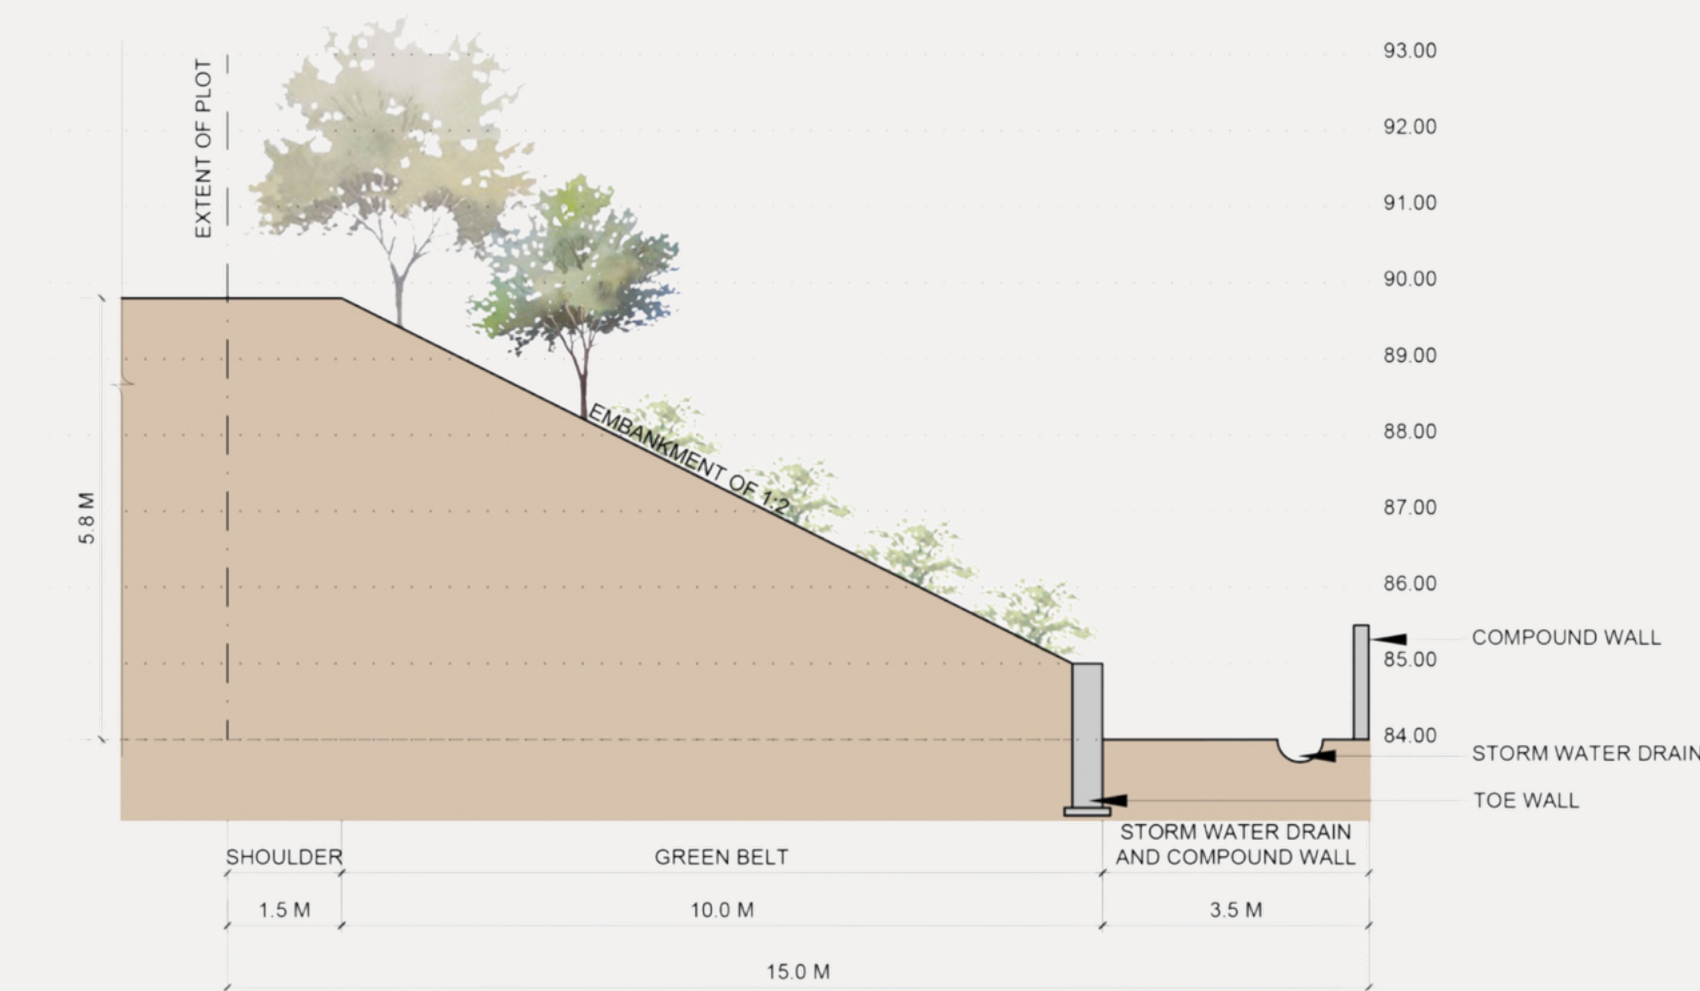 EXTENT OF PLOT
93.00
92.00
91.00
90.00
89.00
88.00
87.00
86.00
85.00
84.00
5.8 M
EMBANKMENT OF 1:2
COMPOUND WALL
STORM WATER DRAIN
TOE WALL
SHOULDER
GREEN BELT
STORM WATER DRAIN
AND COMPOUND WALL
1.5 M
10.0 M
3.5 M
15.0 M